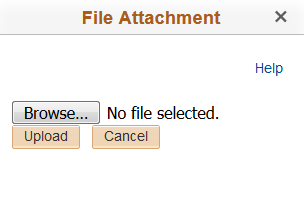 File Attachment ×
Help
Browse... No file selected.
Upload Cancel